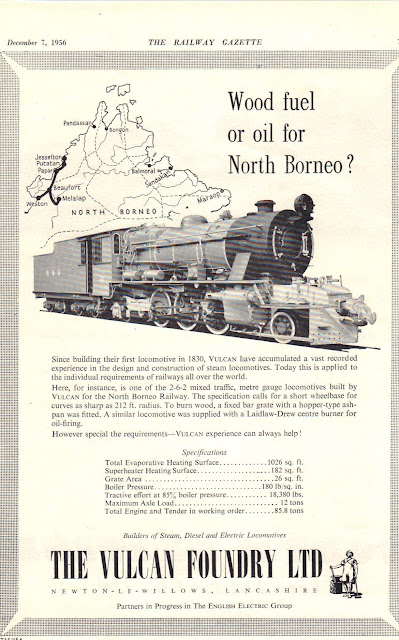 December 7, 1956
THE RAILWAY GAZETTE
Wood fuel
or oil for
North Borneo?
Pandassan
Bongon
Jesselton
Putatan
Papar
Beaufort
Weston
Melalap
Balmoral
Sandakan
Marang
NORTH BORNEO
Since building their first locomotive in 1830, VULCAN have accumulated a vast recorded
experience in the design and construction of steam locomotives. Today this is applied to
the individual requirements of railways all over the world.
Here, for instance, is one of the 2-6-2 mixed traffic, metre gauge locomotives built by
VULCAN for the North Borneo Railway. The specification calls for a short wheelbase for
curves as sharp as 212 ft. radius. To burn wood, a fixed bar grate with a hopper-type ash-
pan was fitted. A similar locomotive was supplied with a Laidlaw-Drew centre burner for
oil-firing.
However special the requirements—VULCAN experience can always help!
Specifications
Total Evaporative Heating Surface............1026 sq. ft.
Superheater Heating Surface..................182 sq. ft.
Grate Area..................26 sq. ft.
Boiler Pressure..................180 lb/sq. in.
Tractive effort at 85% boiler pressure...........18,380 lbs.
Maximum Axle Load..................12 tons
Total Engine and Tender in working order........85.8 tons
Builders of Steam, Diesel and Electric Locomotives
THE VULCAN FOUNDRY LTD
NEWTON-LE-WILLOWS, LANCASHIRE
Partners in Progress in The ENGLISH ELECTRIC Group